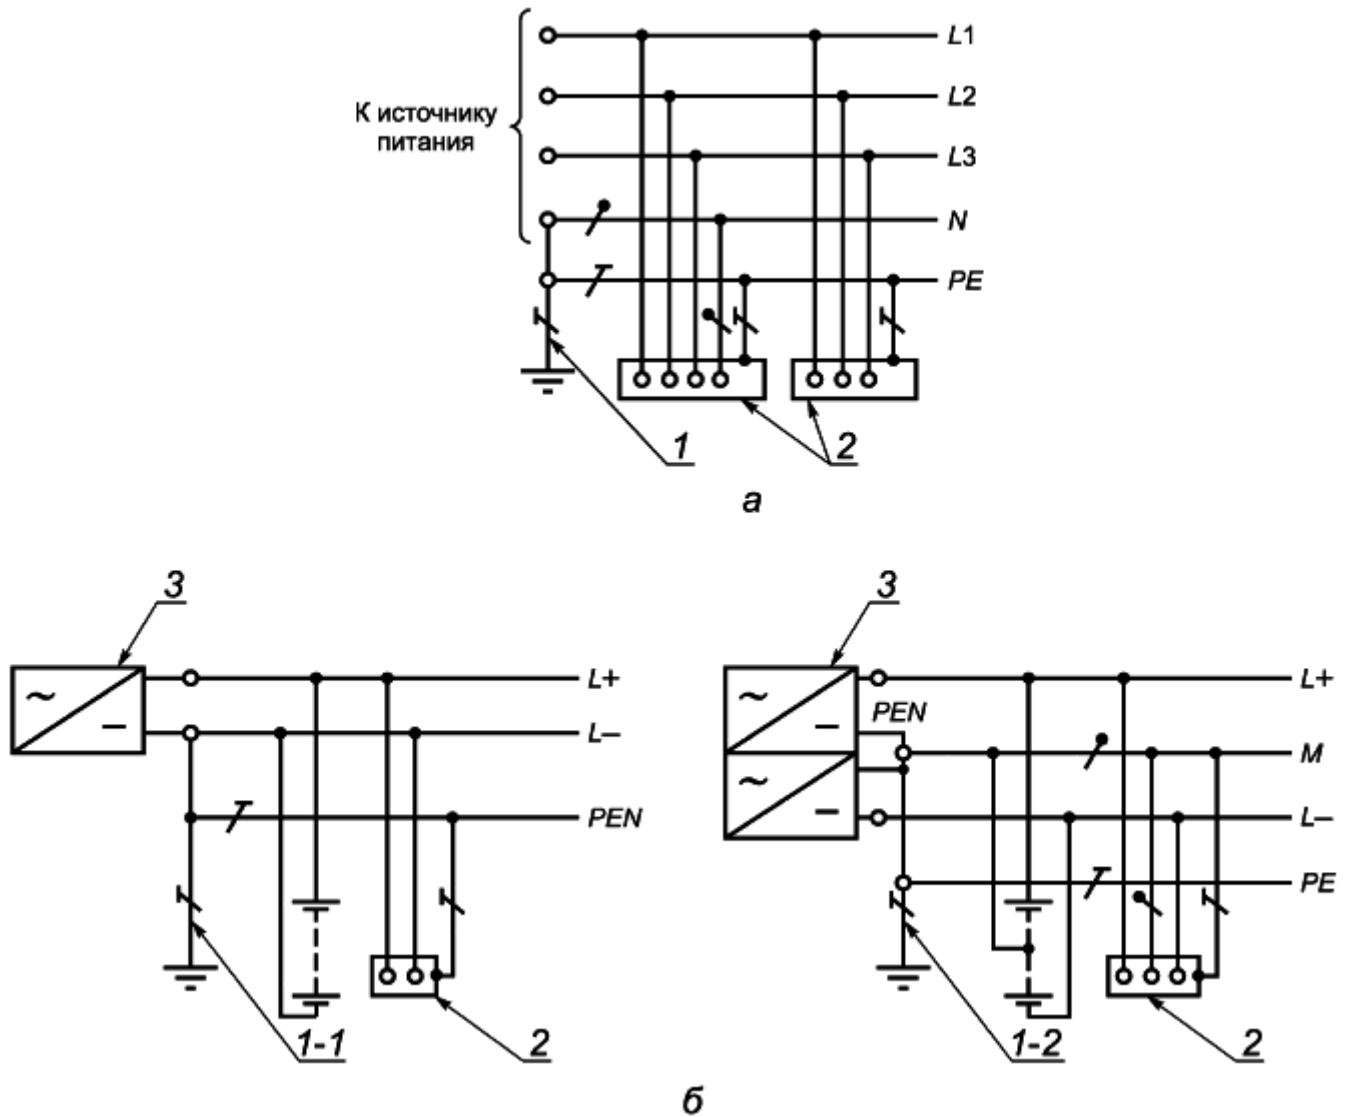 L1
L2
К источнику
питания
L3
N
PE
1
2
а
3
3
~
–
L+
L–
PEN
~
–
~
–
PEN
L+
M
L–
PE
1-1
2
1-2
2
б